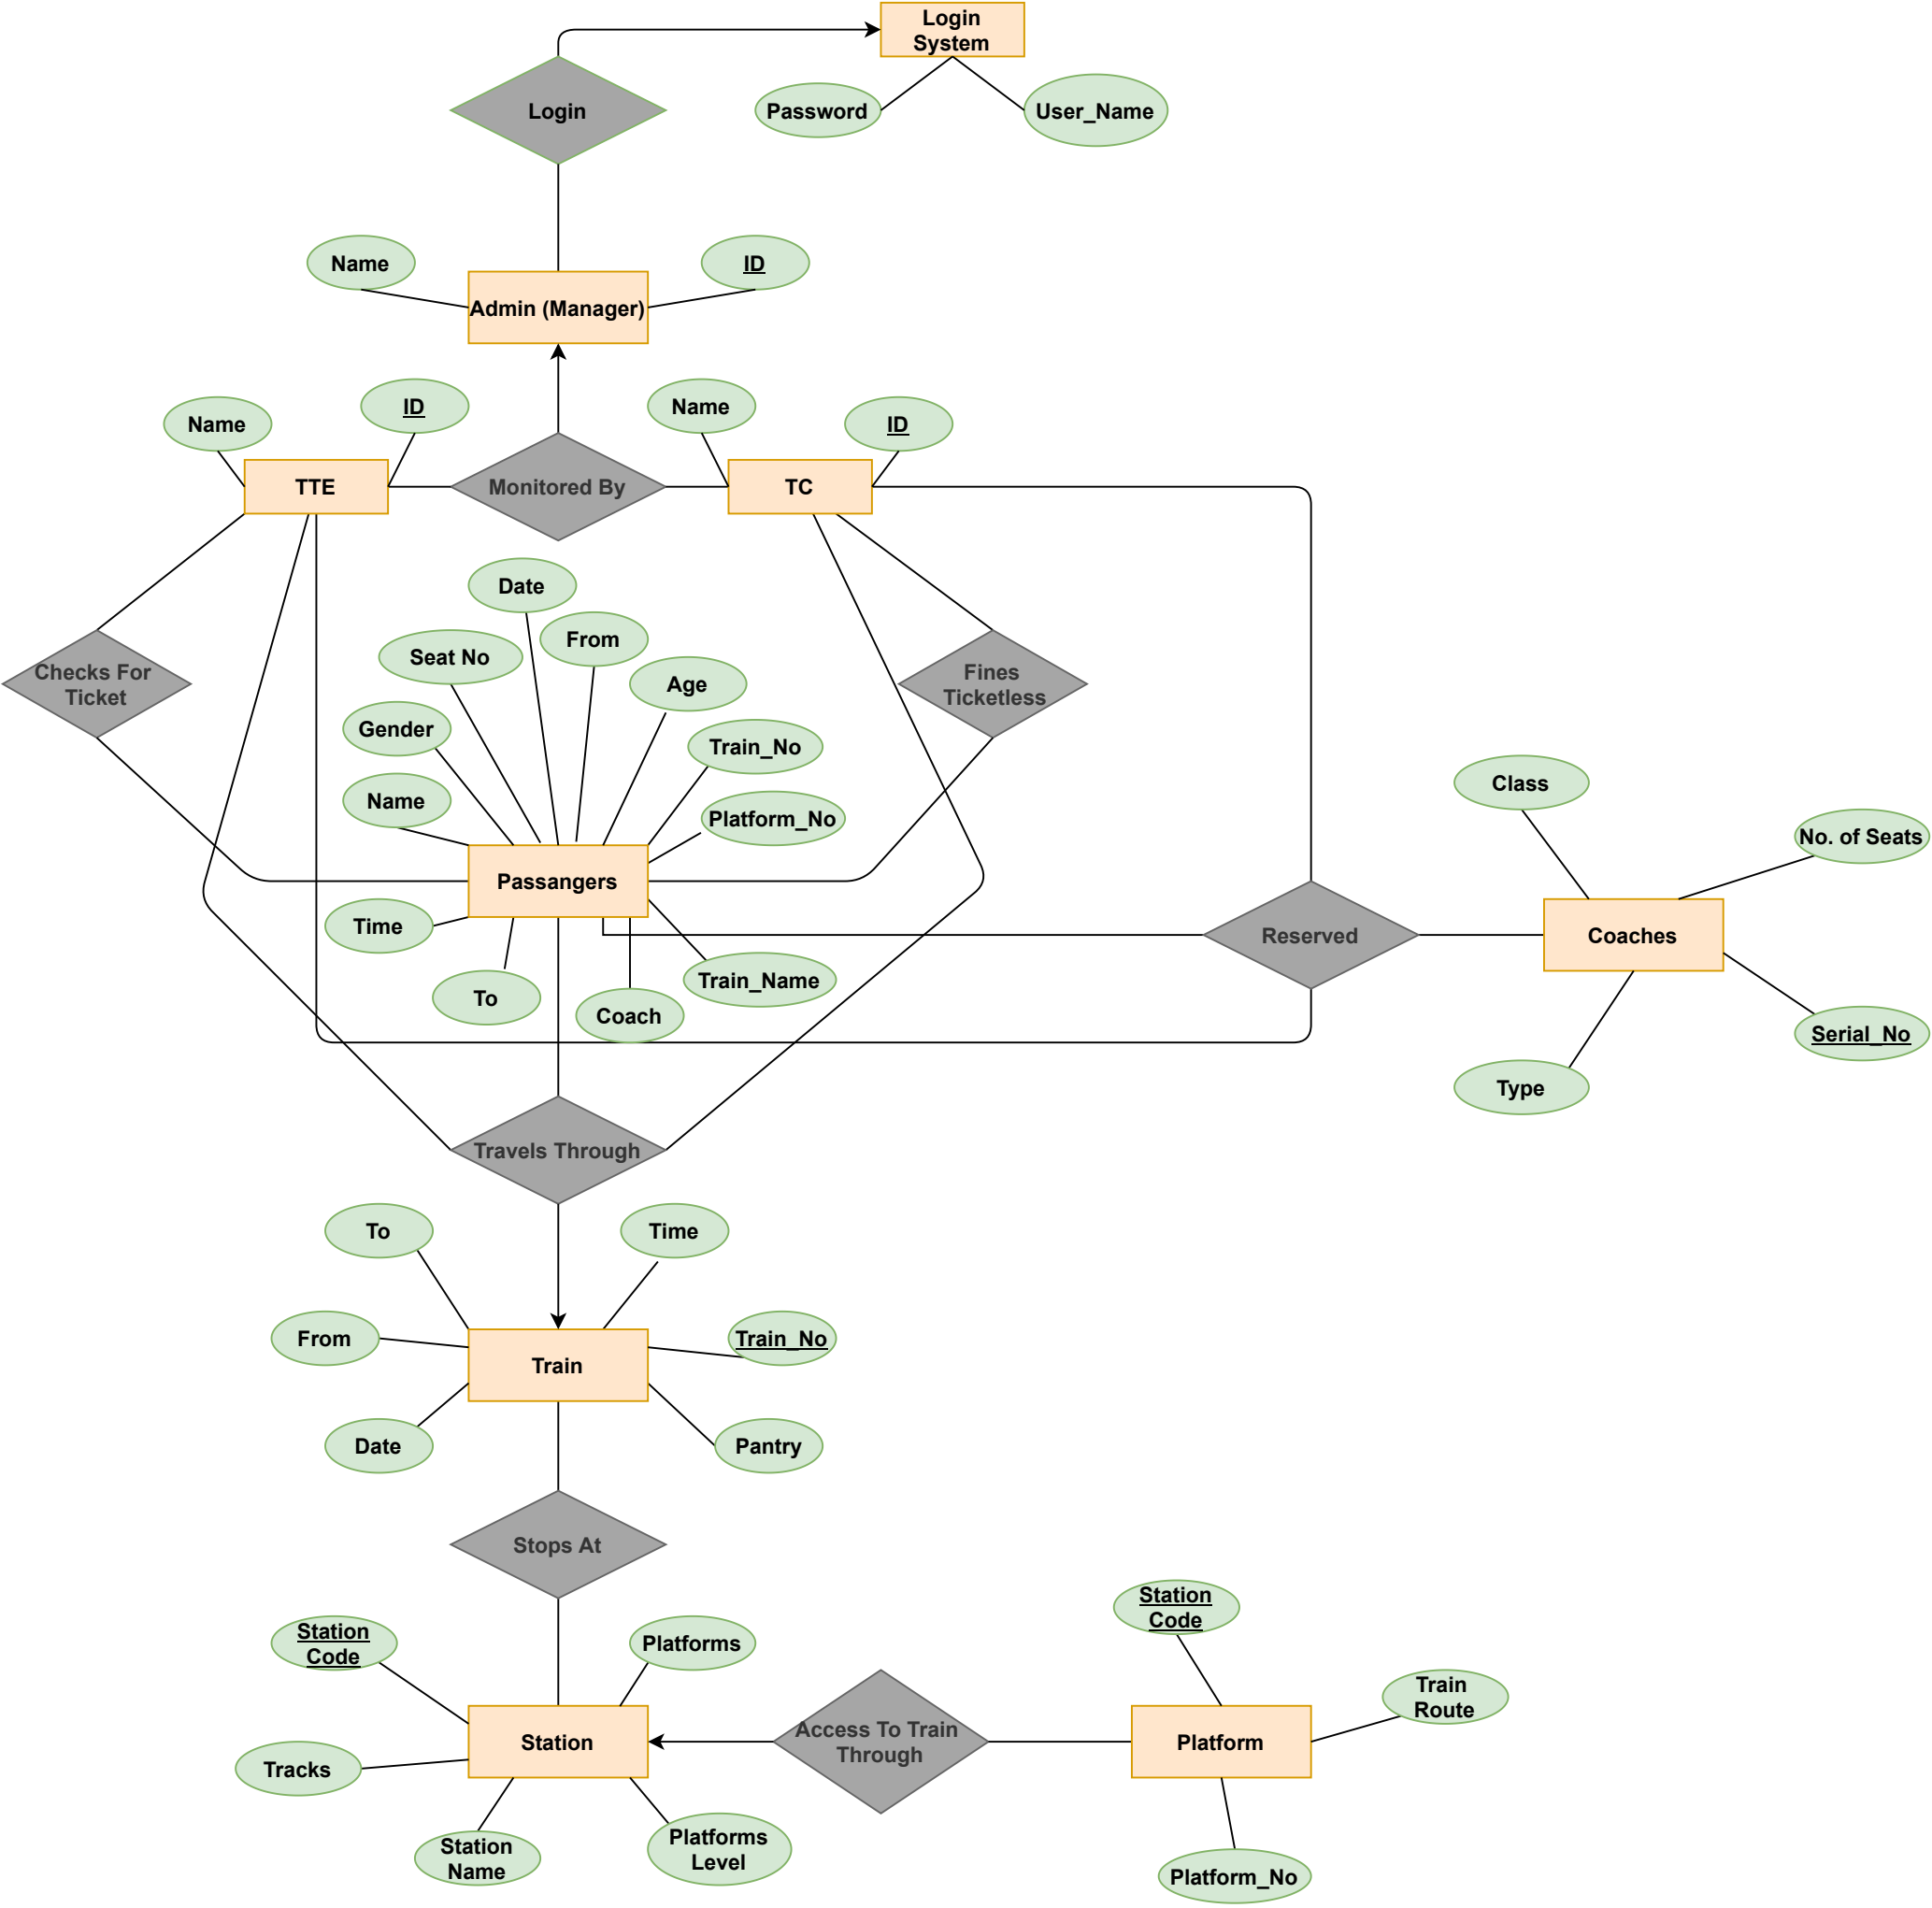 Login
System
Login
Password
User_Name
Name
ID
Admin (Manager)
Name
ID
Name
ID
TTE
Monitored By
TC
Date
From
Seat No
Age
Checks For
Ticket
Fines
Ticketless
Gender
Train_No
Class
Name
Platform_No
No. of Seats
Passangers
Time
Reserved
Coaches
Train_Name
To
Coach
Serial_No
Type
Travels Through
To
Time
From
Train_No
Train
Date
Pantry
Stops At
Station
Code
Station
Code
Platforms
Train
Route
Access To Train
Through
Station
Platform
Tracks
Platforms
Level
Station
Name
Platform_No